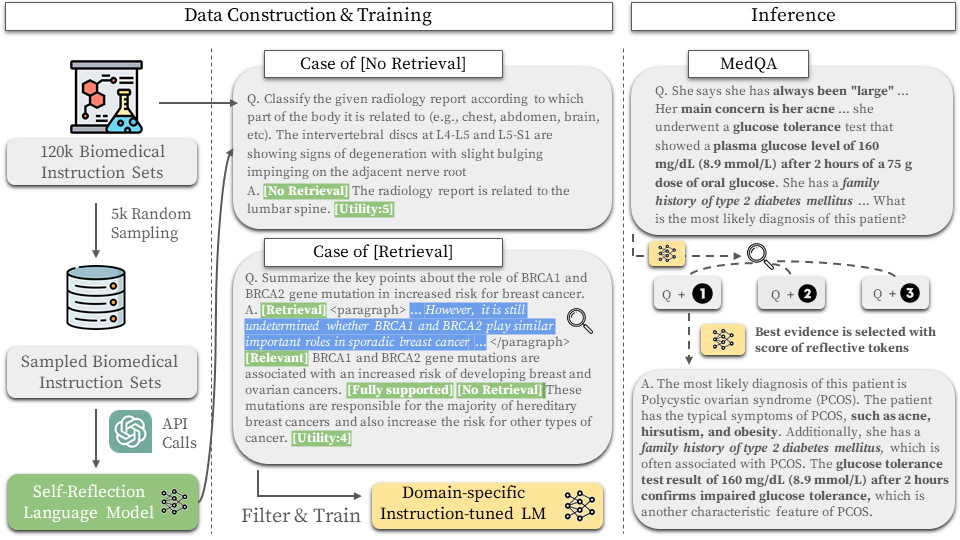 Data Construction & Training
120k Biomedical
Instruction Sets
5k Random
Sampling
Sampled Biomedical
Instruction Sets
API
Calls
Self-Reflection
Language Model
Case of [No Retrieval]
Q. Classify the given radiology report according to which
part of the body it is related to (e.g., chest, abdomen, brain,
etc). The intervertebral discs at L4-L5 and L5-S1 are
showing signs of degeneration with slight bulging
impinging on the adjacent nerve root
A. [No Retrieval] The radiology report is related to the
lumbar spine. [Utility:5]
Case of [Retrieval]
Q. Summarize the key points about the role of BRCA1 and
BRCA2 gene mutation in increased risk for breast cancer.
A. [Retrieval] <paragraph> ... However, it is still
undetermined whether BRCA1 and BRCA2 play similar
important roles in sporadic breast cancer ... </paragraph>
[Relevant] BRCA1 and BRCA2 gene mutations are
associated with an increased risk of developing breast and
ovarian cancers. [Fully supported] [No Retrieval] These
mutations are responsible for the majority of hereditary
breast cancers and also increase the risk for other types of
cancer. [Utility:4]
Filter & Train
Domain-specific
Instruction-tuned LM
Inference
MedQA
Q. She says she has always been "large" ...
Her main concern is her acne ... she
underwent a glucose tolerance test that
showed a plasma glucose level of 160
mg/dL (8.9 mmol/L) after 2 hours of a 75 g
dose of oral glucose. She has a family
history of type 2 diabetes mellitus ... What
is the most likely diagnosis of this patient?
Q + 1
Q + 2
Q + 3
Best evidence is selected with
score of reflective tokens
A. The most likely diagnosis of this patient is
Polycystic ovarian syndrome (PCOS). The patient
has the typical symptoms of PCOS, such as acne,
hirsutism, and obesity. Additionally, she has a
family history of type 2 diabetes mellitus, which is
often associated with PCOS. The glucose tolerance
test result of 160 mg/dL (8.9 mmol/L) after 2 hours
confirms impaired glucose tolerance, which is
another characteristic feature of PCOS.